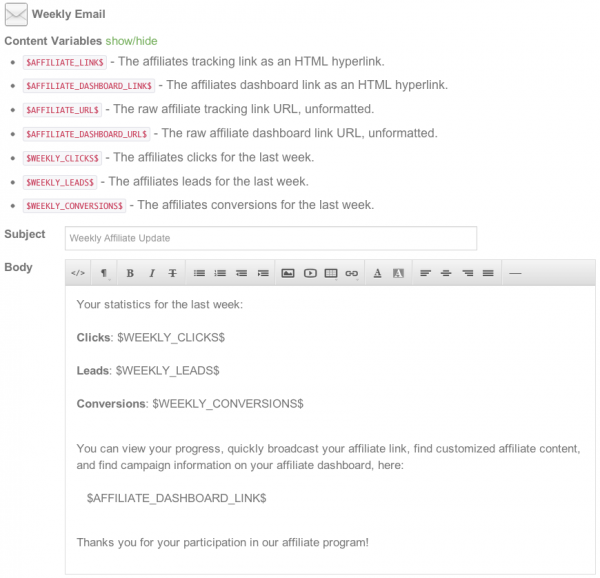 Weekly Email
Content Variables show/hide
$AFFILIATE_LINK$ - The affiliates tracking link as an HTML hyperlink.
$AFFILIATE_DASHBOARD_LINK$ - The affiliates dashboard link as an HTML hyperlink.
$AFFILIATE_URL$ - The raw affiliate tracking link URL, unformatted.
$AFFILIATE_DASHBOARD_URL$ - The raw affiliate dashboard link URL, unformatted.
$WEEKLY_CLICKS$ - The affiliates clicks for the last week.
$WEEKLY_LEADS$ - The affiliates leads for the last week.
$WEEKLY_CONVERSIONS$ - The affiliates conversions for the last week.
Subject Weekly Affiliate Update
Body </> ¶ B I T A A
Your statistics for the last week:
Clicks: $WEEKLY_CLICKS$
Leads: $WEEKLY_LEADS$
Conversions: $WEEKLY_CONVERSIONS$
You can view your progress, quickly broadcast your affiliate link, find customized affiliate content,
and find campaign information on your affiliate dashboard, here:
$AFFILIATE_DASHBOARD_LINK$
Thanks you for your participation in our affiliate program!